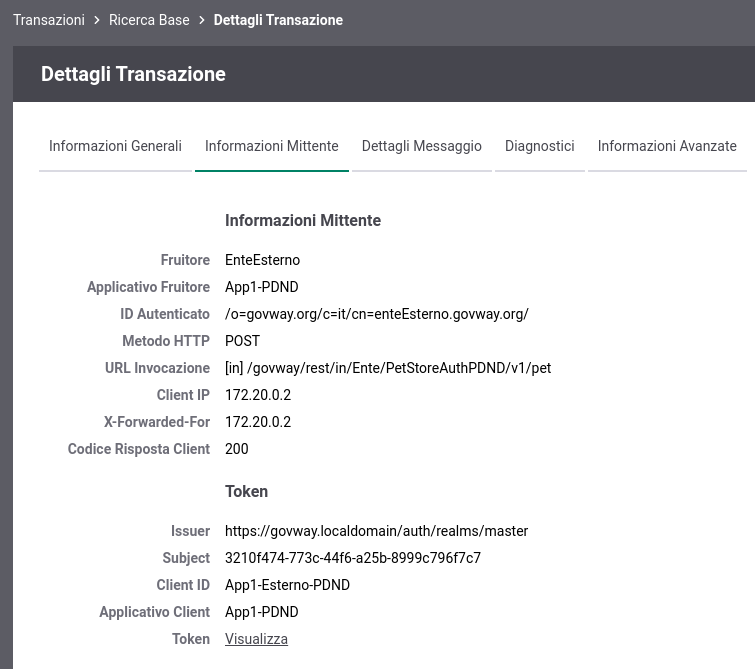 Transazioni > Ricerca Base > Dettagli Transazione
Dettagli Transazione
Informazioni Generali Informazioni Mittente Dettagli Messaggio Diagnostici Informazioni Avanzate
Informazioni Mittente
Fruitore EnteEsterno
Applicativo Fruitore App1-PDND
ID Autenticato /o=govway.org/c=it/cn=enteEsterno.govway.org/
Metodo HTTP POST
URL Invocazione [in] /govway/rest/in/Ente/PetStoreAuthPDND/v1/pet
Client IP 172.20.0.2
X-Forwarded-For 172.20.0.2
Codice Risposta Client 200
Token
Issuer https://govway.localdomain/auth/realms/master
Subject 3210f474-773c-44f6-a25b-8999c796f7c7
Client ID App1-Esterno-PDND
Applicativo Client App1-PDND
Token Visualizza